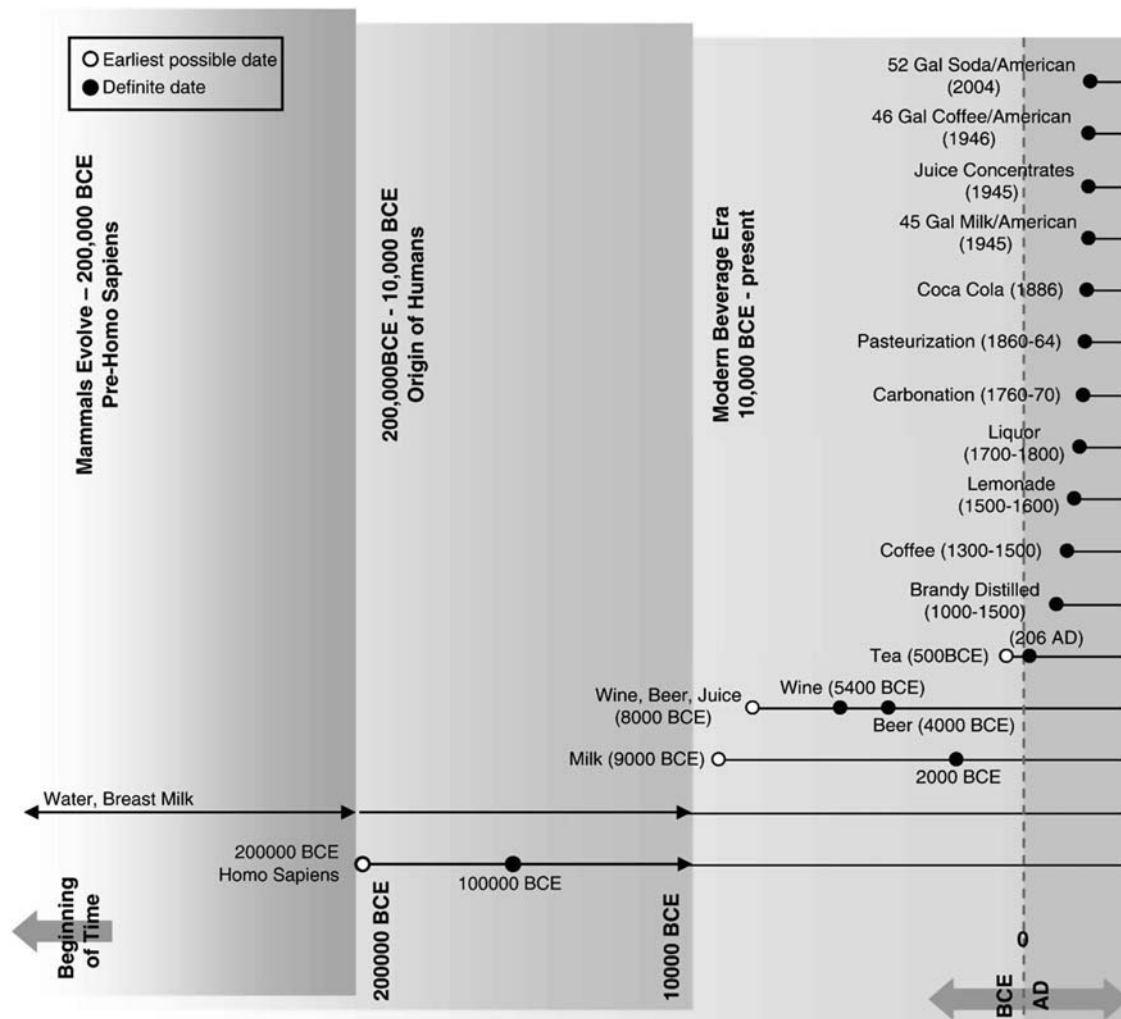 Earliest possible date
Definite date
Mammals Evolve – 200,000 BCE
Pre-Homo Sapiens
200,000BCE - 10,000 BCE
Origin of Humans
Modern Beverage Era
10,000 BCE - present
52 Gal Soda/American
(2004)
46 Gal Coffee/American
(1946)
Juice Concentrates
(1945)
45 Gal Milk/American
(1945)
Coca Cola (1886)
Pasteurization (1860-64)
Carbonation (1760-70)
Liquor
(1700-1800)
Lemonade
(1500-1600)
Coffee (1300-1500)
Brandy Distilled
(1000-1500)
(206 AD)
Tea (500BCE)
Wine, Beer, Juice
(8000 BCE)
Wine (5400 BCE)
Beer (4000 BCE)
Milk (9000 BCE)
2000 BCE
Water, Breast Milk
200000 BCE
Homo Sapiens
100000 BCE
Beginning
of Time
200000 BCE
10000 BCE
0
BCE
AD